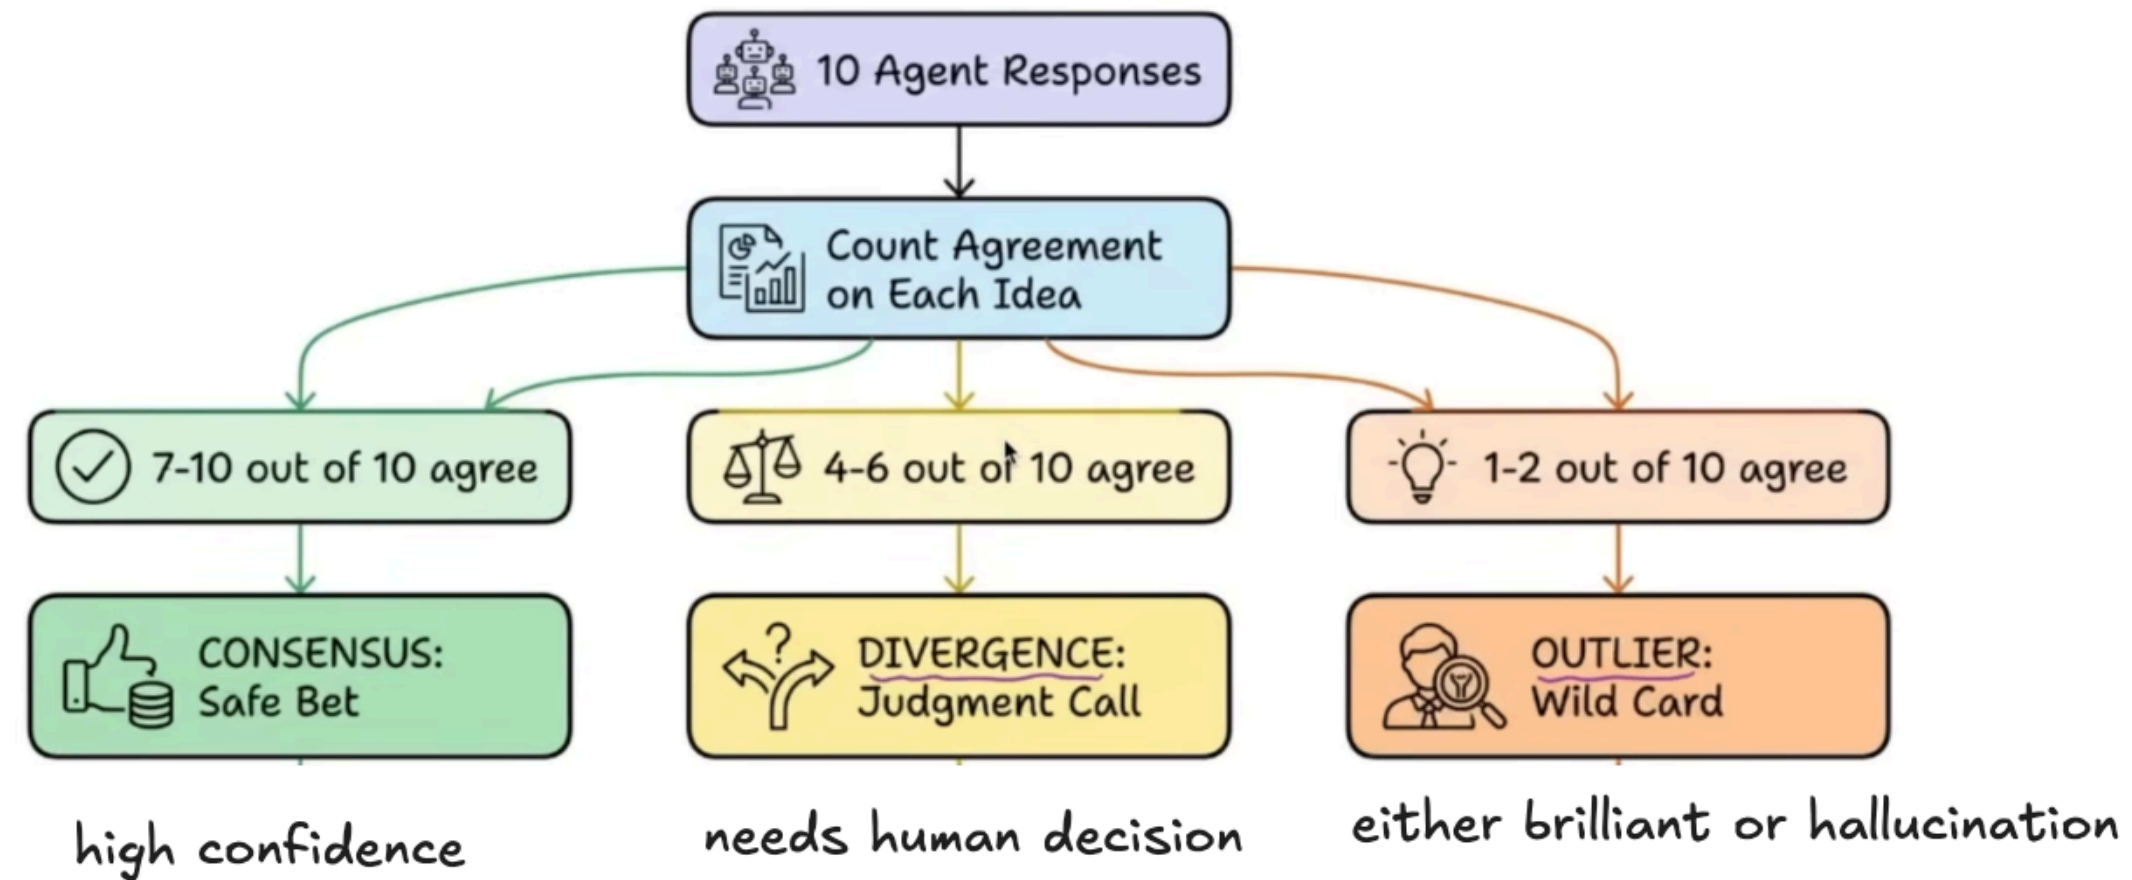 10 Agent Responses
Count Agreement
on Each Idea
7-10 out of 10 agree
4-6 out of 10 agree
1-2 out of 10 agree
CONSENSUS:
Safe Bet
DIVERGENCE:
Judgment Call
OUTLIER:
Wild Card
high confidence
needs human decision
either brilliant or hallucination